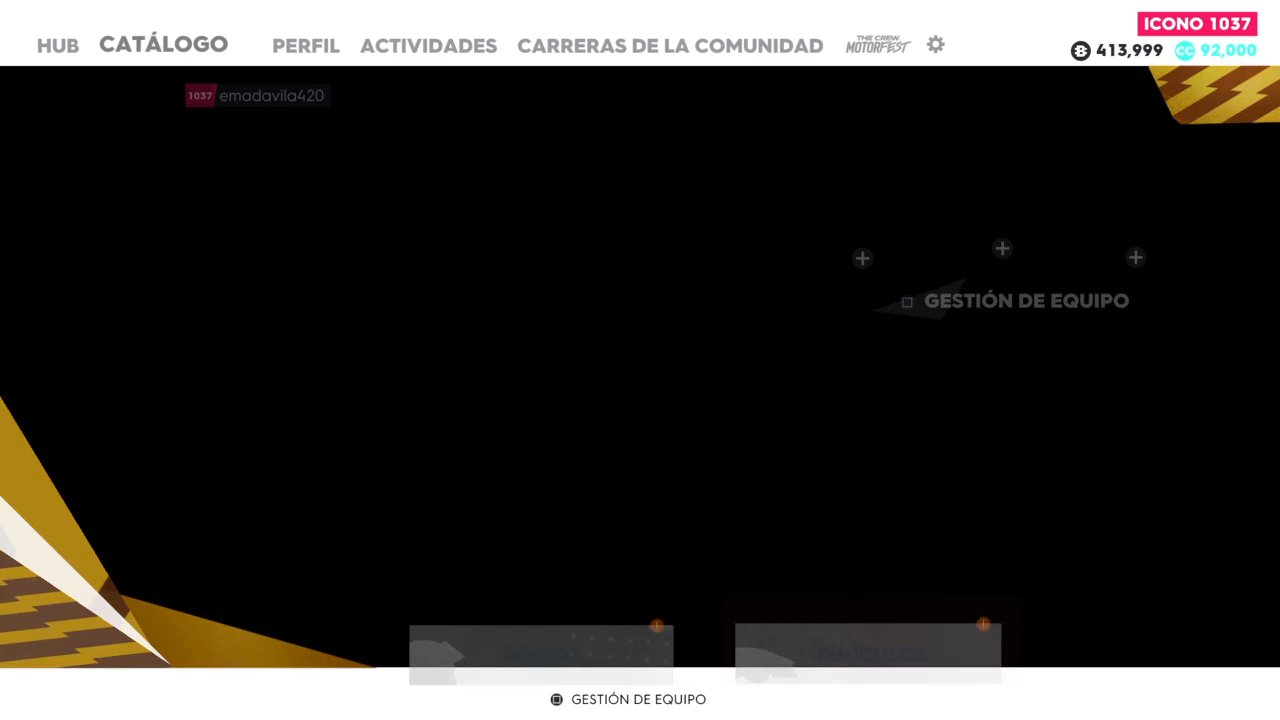 ICONO 1037
HUB CATÁLOGO PERFIL ACTIVIDADES CARRERAS DE LA COMUNIDAD THE CREW MOTORFEST
413,999 CC 92,000
1037 emadavila420
GESTIÓN DE EQUIPO
GESTIÓN DE EQUIPO